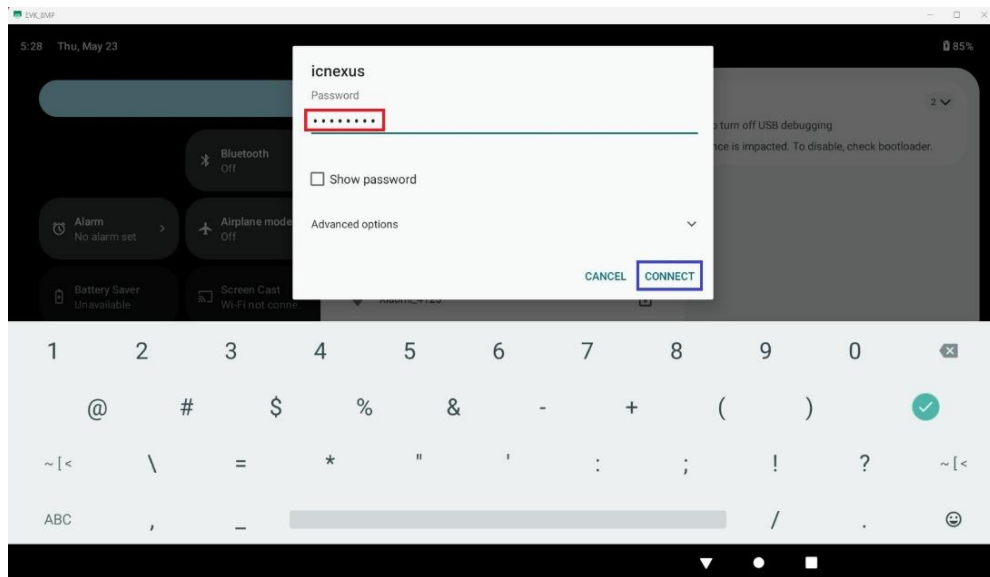 EVK_IIMP
5:28 Thu, May 23
85%
icnexus
Password
••••••••
Show password
Advanced options
CANCEL CONNECT
2
turn off USB debugging
is impacted. To disable, check bootloader.
Bluetooth
Off
Alarm
No alarm set
Airplane mode
Off
Battery Saver
Unavailable
Screen Cast
Wi-Fi not conne
1 2 3 4 5 6 7 8 9 0
@ # $ % & - + ( )
~ [ < \ = * " ' : ; ! ? ~ [ <
ABC , _ / .